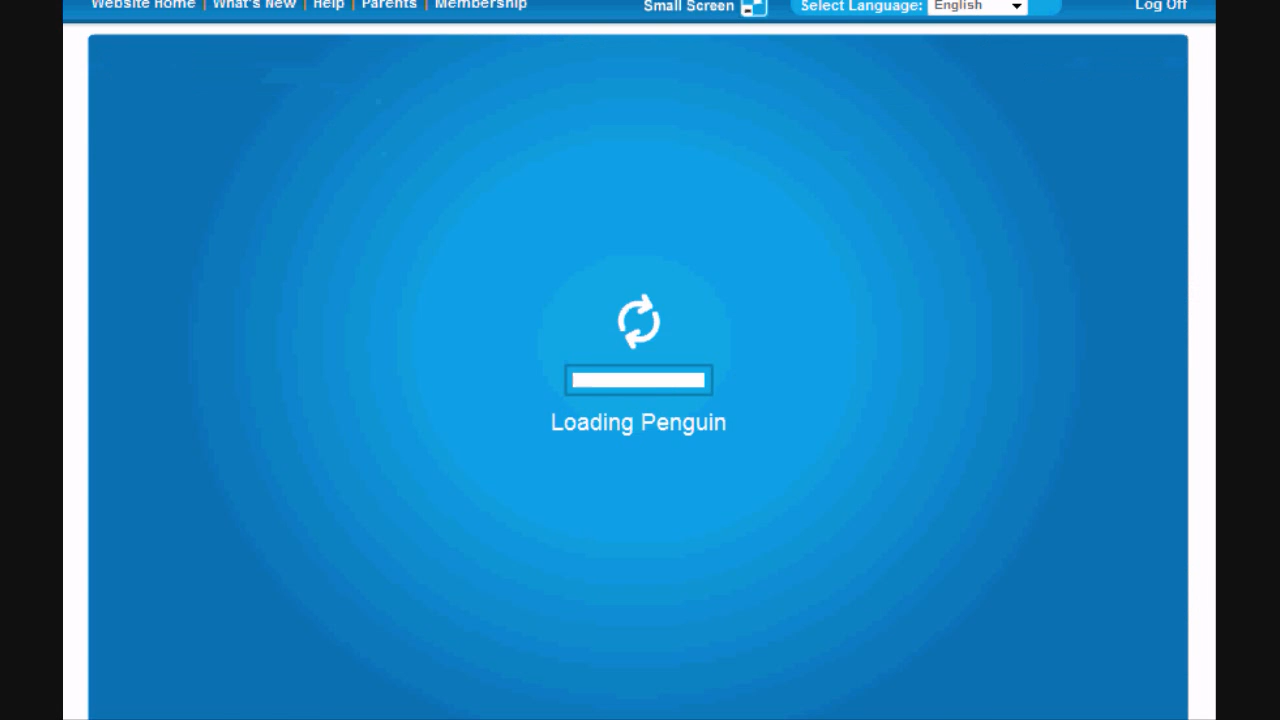 Website Home | What's New | Help | Parents | Membership
Small Screen
Select Language: English
Log Off
Loading Penguin